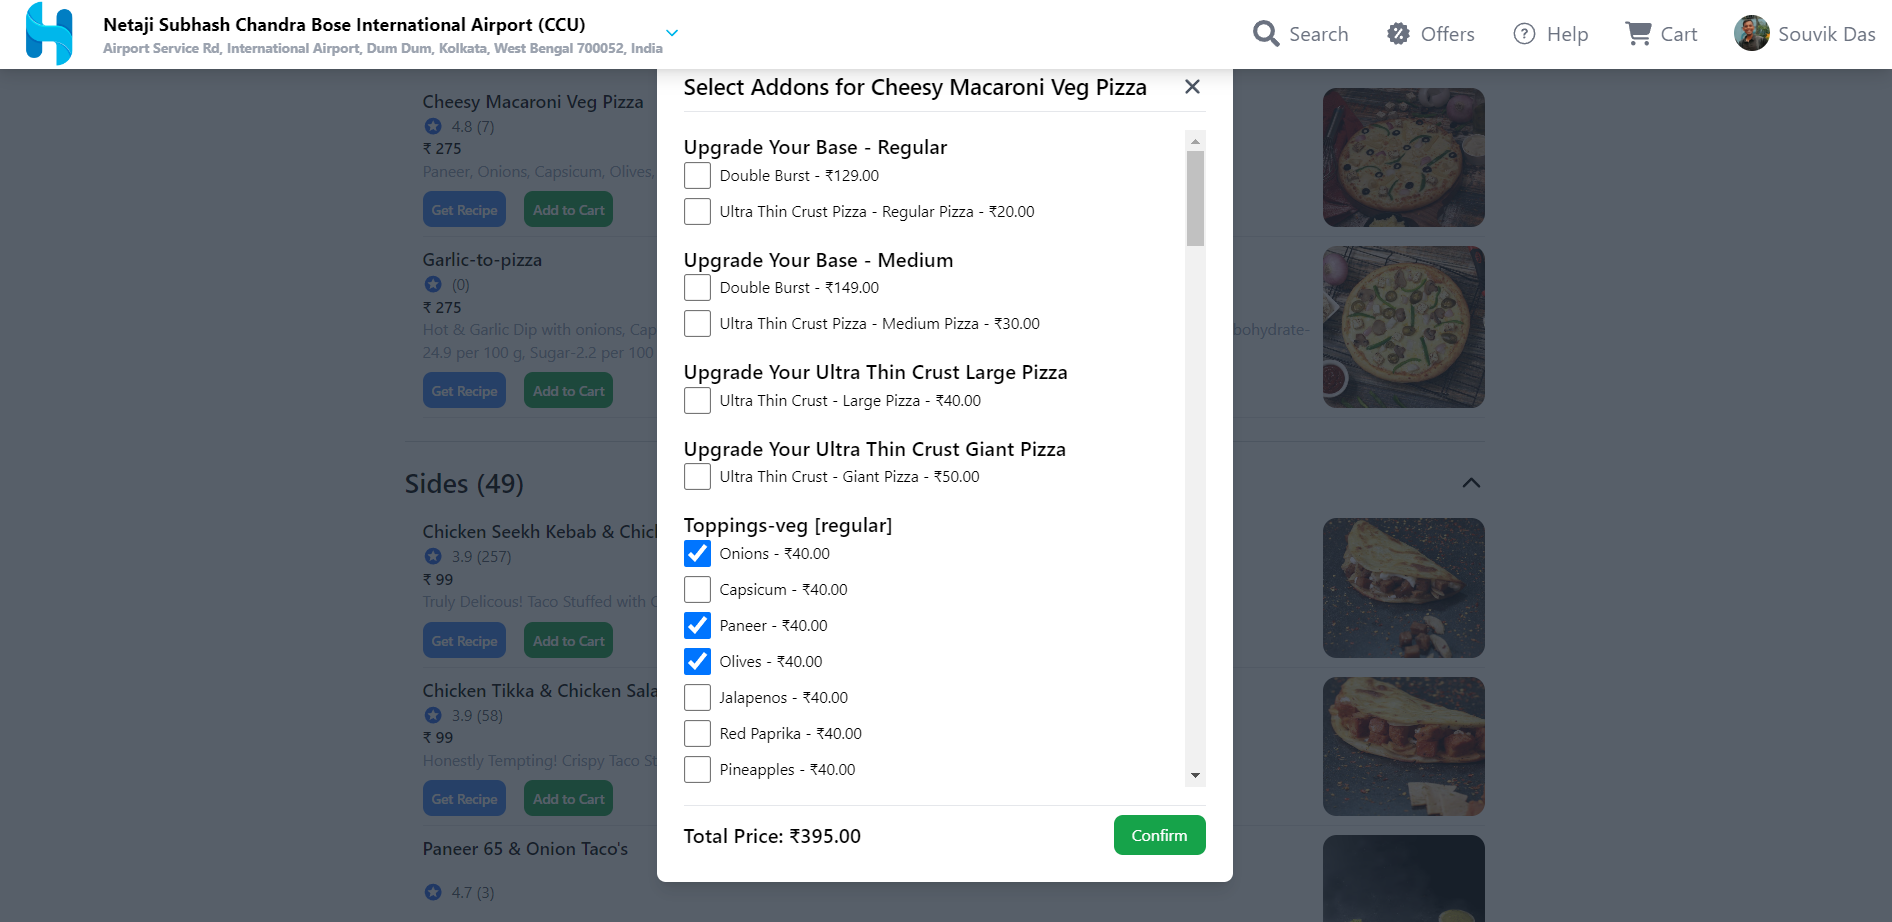 Netaji Subhash Chandra Bose International Airport (CCU)
Airport Service Rd, International Airport, Dum Dum, Kolkata, West Bengal 700052, India
Search
Offers
Help
Cart
Souvik Das
Cheesy Macaroni Veg Pizza
4.8 (7)
₹ 275
Paneer, Onions, Capsicum, Olives,
Get Recipe
Add to Cart
Garlic-to-pizza
(0)
₹ 275
Hot & Garlic Dip with onions, Cap
bohydrate-
24.9 per 100 g, Sugar-2.2 per 100
Get Recipe
Add to Cart
Sides (49)
Chicken Seekh Kebab & Chic
3.9 (257)
₹ 99
Truly Delicous! Taco Stuffed with
Get Recipe
Add to Cart
Chicken Tikka & Chicken Sala
3.9 (58)
₹ 99
Honestly Tempting! Crispy Taco St
Get Recipe
Add to Cart
Paneer 65 & Onion Taco's
4.7 (3)
Select Addons for Cheesy Macaroni Veg Pizza
Upgrade Your Base - Regular
Double Burst - ₹129.00
Ultra Thin Crust Pizza - Regular Pizza - ₹20.00
Upgrade Your Base - Medium
Double Burst - ₹149.00
Ultra Thin Crust Pizza - Medium Pizza - ₹30.00
Upgrade Your Ultra Thin Crust Large Pizza
Ultra Thin Crust - Large Pizza - ₹40.00
Upgrade Your Ultra Thin Crust Giant Pizza
Ultra Thin Crust - Giant Pizza - ₹50.00
Toppings-veg [regular]
Onions - ₹40.00
Capsicum - ₹40.00
Paneer - ₹40.00
Olives - ₹40.00
Jalapenos - ₹40.00
Red Paprika - ₹40.00
Pineapples - ₹40.00
Total Price: ₹395.00
Confirm